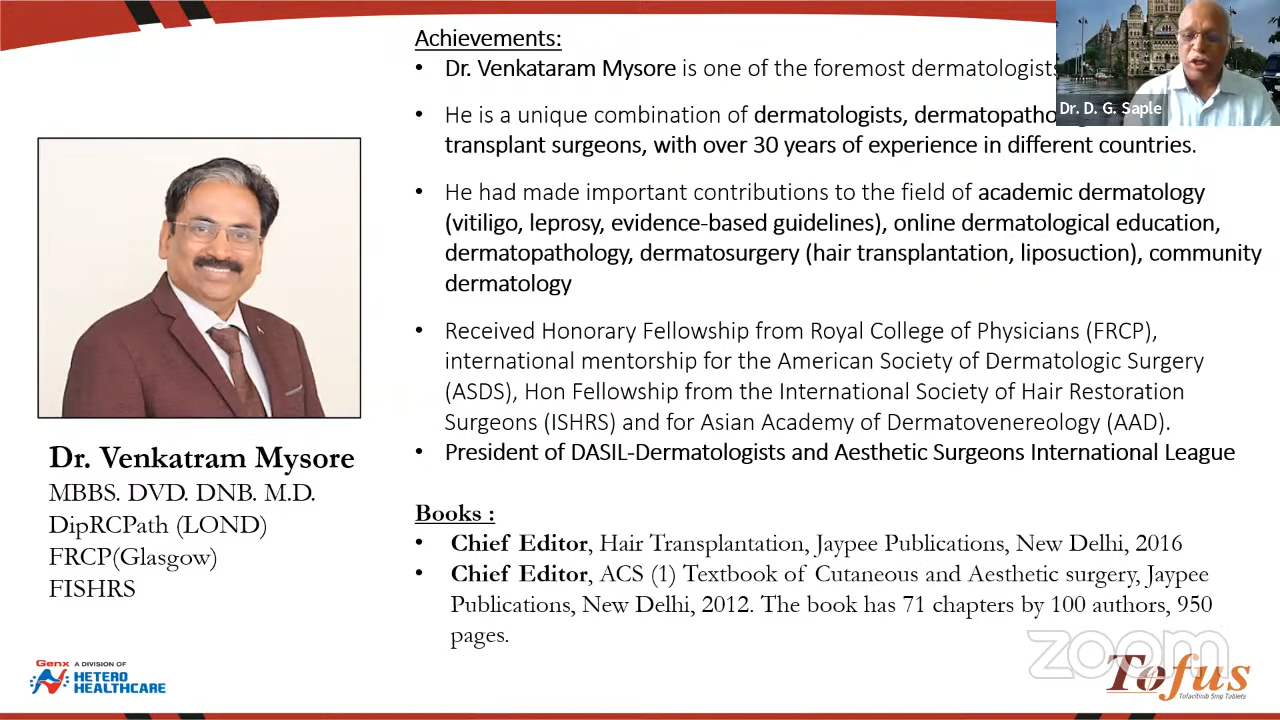 Achievements:
• Dr. Venkataram Mysore is one of the foremost dermatologists
• He is a unique combination of dermatologists, dermatopatho
transplant surgeons, with over 30 years of experience in different countries.
• He had made important contributions to the field of academic dermatology
(vitiligo, leprosy, evidence-based guidelines), online dermatological education,
dermatopathology, dermatosurgery (hair transplantation, liposuction), community
dermatology
• Received Honorary Fellowship from Royal College of Physicians (FRCP),
international mentorship for the American Society of Dermatologic Surgery
(ASDS), Hon Fellowship from the International Society of Hair Restoration
Surgeons (ISHRS) and for Asian Academy of Dermatovenereology (AAD).
• President of DASIL-Dermatologists and Aesthetic Surgeons International League
Books :
• Chief Editor, Hair Transplantation, Jaypee Publications, New Delhi, 2016
• Chief Editor, ACS (1) Textbook of Cutaneous and Aesthetic surgery, Jaypee
Publications, New Delhi, 2012. The book has 71 chapters by 100 authors, 950
pages.
Dr. D. G. Saple
Dr. Venkatram Mysore
MBBS. DVD. DNB. M.D.
DipRCPath (LOND)
FRCP(Glasgow)
FISHRS
Genx A DIVISION OF
HETERO
HEALTHCARE
zoom
Tofus
Tofacitinib 5mg Tablets